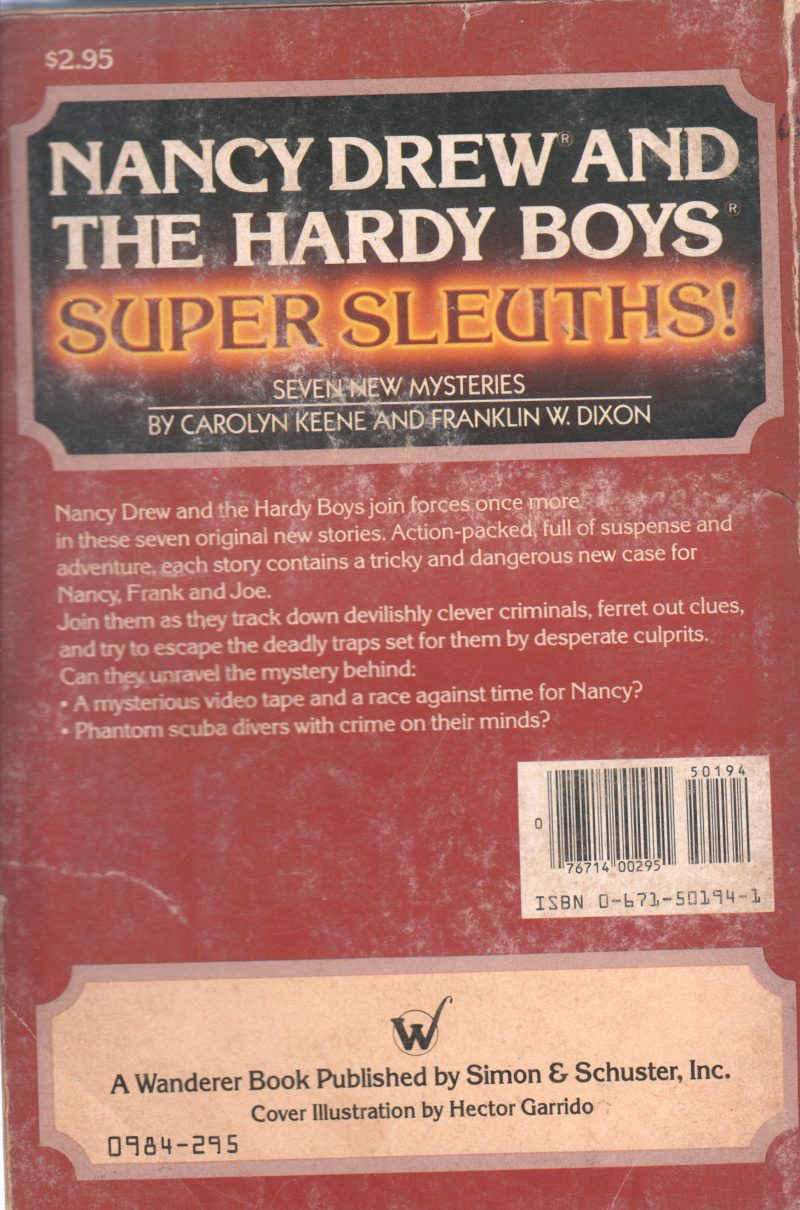 $2.95
NANCY DREW® AND
THE HARDY BOYS®
SUPER SLEUTHS!
SEVEN NEW MYSTERIES
BY CAROLYN KEENE AND FRANKLIN W. DIXON
Nancy Drew and the Hardy Boys join forces once more
in these seven original new stories. Action-packed, full of suspense and
adventure, each story contains a tricky and dangerous new case for
Nancy, Frank and Joe.
Join them as they track down devilishly clever criminals, ferret out clues,
and try to escape the deadly traps set for them by desperate culprits.
Can they unravel the mystery behind:
• A mysterious video tape and a race against time for Nancy?
• Phantom scuba divers with crime on their minds?
50194
0
76714 00295
ISBN 0-671-50194-1
W
A Wanderer Book Published by Simon & Schuster, Inc.
Cover Illustration by Hector Garrido
0984-295